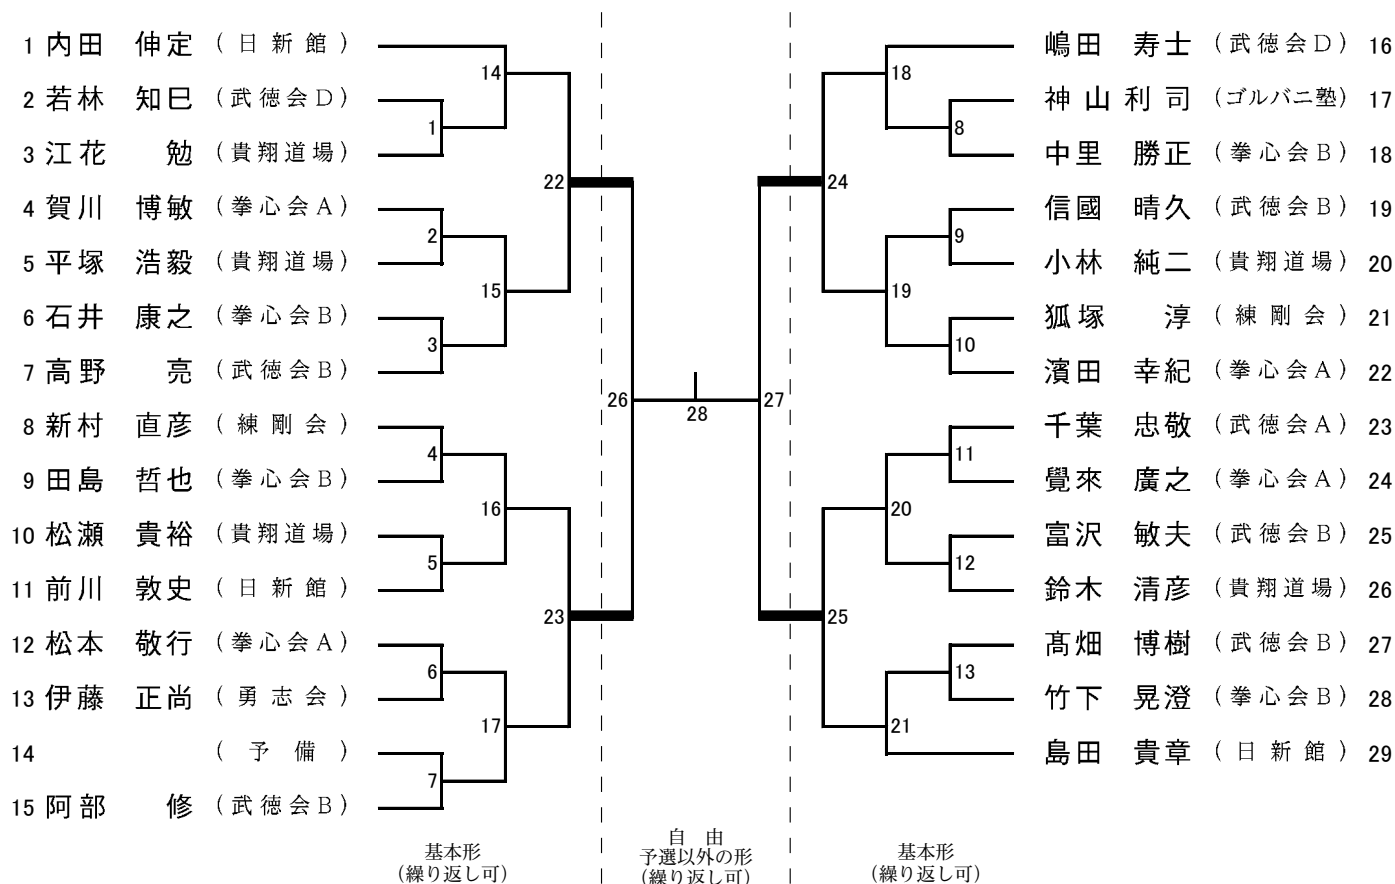 1 内田 伸定 （日新館）
2 若林 知巳 （武徳会Ｄ）
3 江花 勉 （貴翔道場）
4 賀川 博敏 （拳心会Ａ）
5 平塚 浩毅 （貴翔道場）
6 石井 康之 （拳心会Ｂ）
7 高野 亮 （武徳会Ｂ）
8 新村 直彦 （練剛会）
9 田島 哲也 （拳心会Ｂ）
10 松瀬 貴裕 （貴翔道場）
11 前川 敦史 （日新館）
12 松本 敬行 （拳心会Ａ）
13 伊藤 正尚 （勇志会）
14 （予備）
15 阿部 修 （武徳会Ｂ）
14
1
22
2
15
3
26
4
16
5
23
6
17
7
28
18
8
24
9
19
10
27
11
20
12
25
13
21
嶋田 寿士 （武徳会Ｄ） 16
神山利司 （ゴルバニ塾） 17
中里 勝正 （拳心会Ｂ） 18
信國 晴久 （武徳会Ｂ） 19
小林 純二 （貴翔道場） 20
狐塚 淳 （練剛会） 21
濱田 幸紀 （拳心会Ａ） 22
千葉 忠敬 （武徳会Ａ） 23
覺來 廣之 （拳心会Ａ） 24
富沢 敏夫 （武徳会Ｂ） 25
鈴木 清彦 （貴翔道場） 26
髙畑 博樹 （武徳会Ｂ） 27
竹下 晃澄 （拳心会Ｂ） 28
島田 貴章 （日新館） 29
基本形
（繰り返し可）
自 由
予選以外の形
（繰り返し可）
基本形
（繰り返し可）